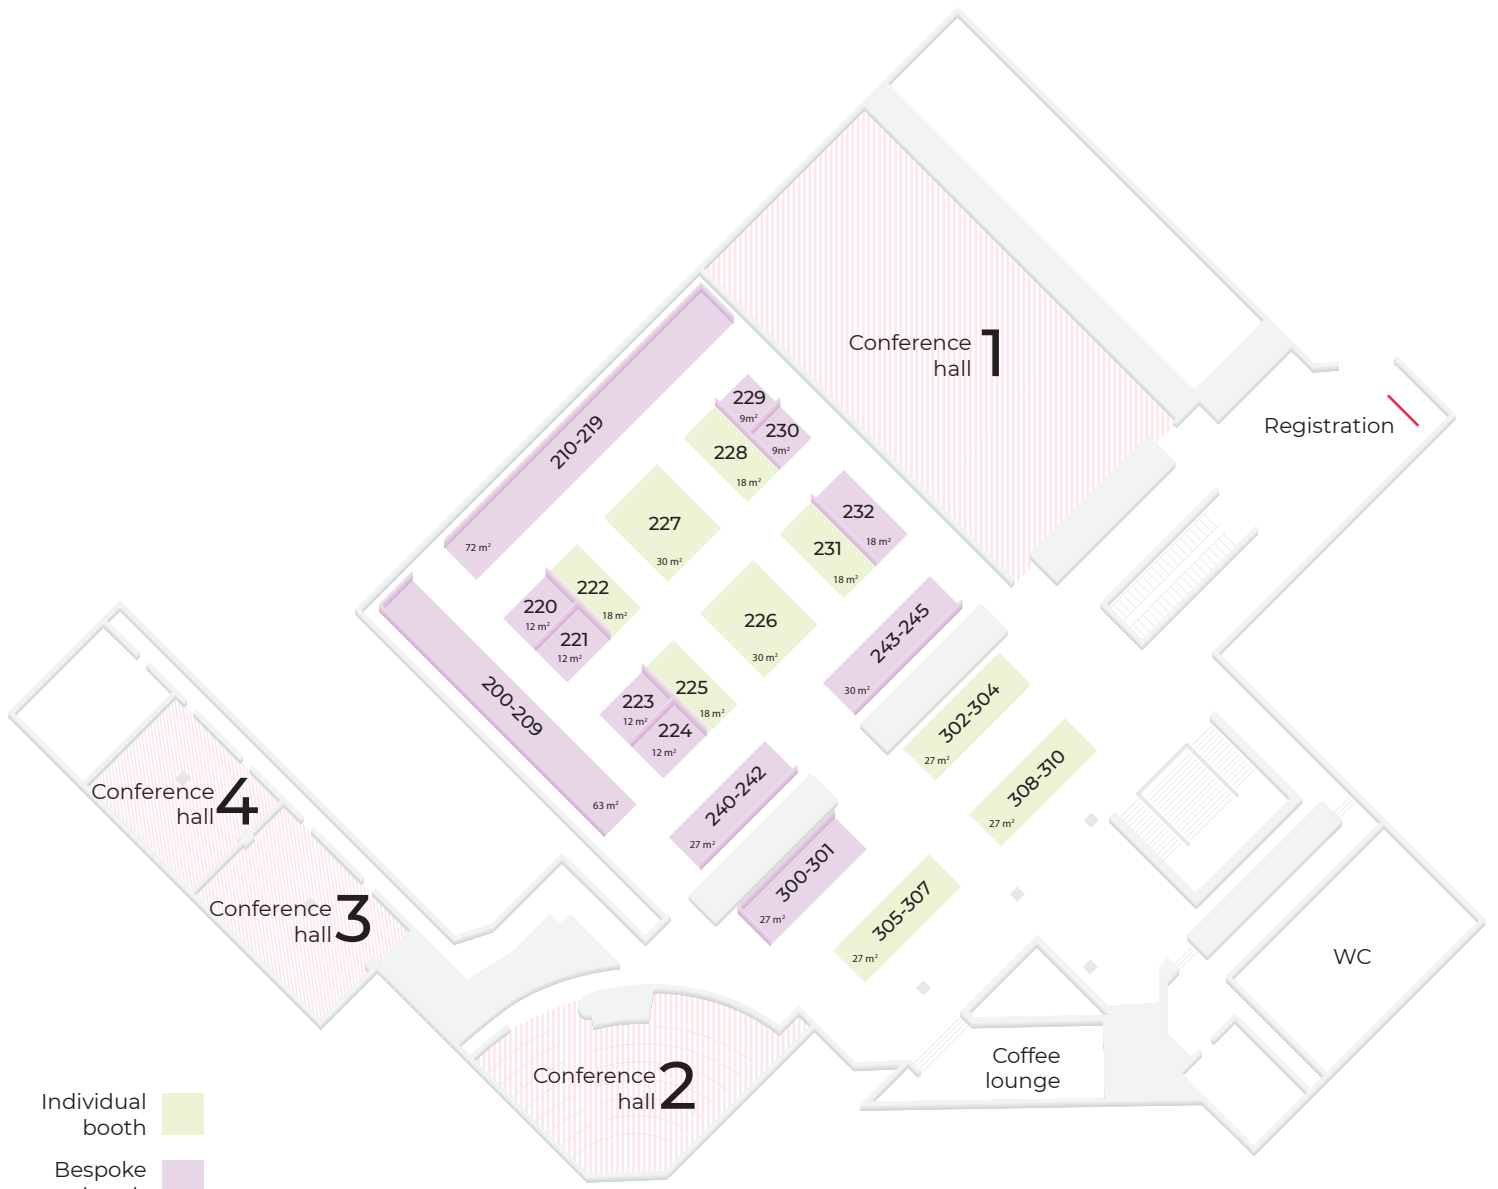 Conference
hall 1
Registration
229
9m²
230
9m²
228
18 m²
210-219
72 m²
227
30 m²
232
18 m²
231
18 m²
222
18 m²
220
12 m²
221
12 m²
226
30 m²
243-245
30 m²
225
18 m²
223
12 m²
224
12 m²
200-209
63 m²
302-304
27 m²
240-242
27 m²
308-310
27 m²
300-301
27 m²
305-307
27 m²
Conference
hall 4
Conference
hall 3
WC
Coffee
lounge
Conference
hall 2
Individual
booth
Bespoke